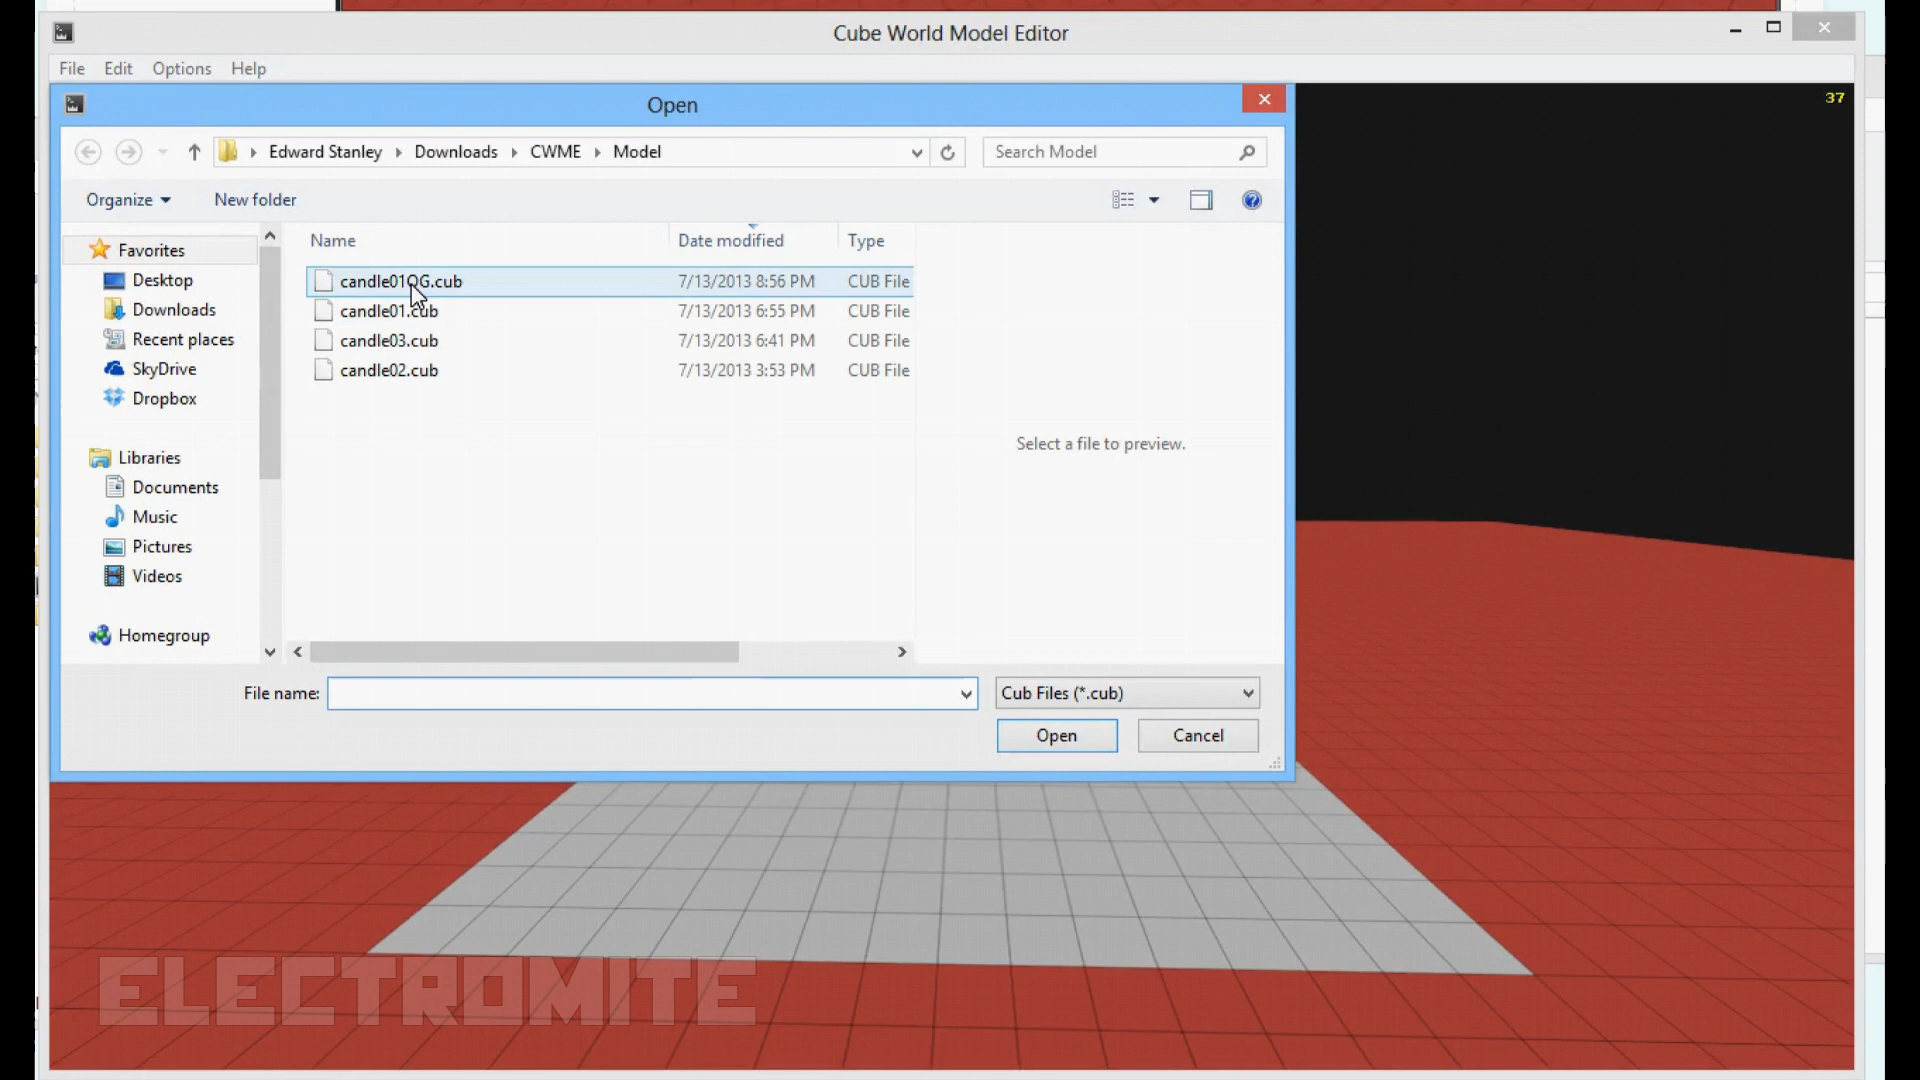 Cube World Model Editor
File Edit Options Help
37
Open
Edward Stanley Downloads CWME Model
Search Model
Organize New folder
Name Date modified Type
Favorites
Desktop
Downloads
Recent places
SkyDrive
Dropbox
Libraries
Documents
Music
Pictures
Videos
Homegroup
candle01OG.cub 7/13/2013 8:56 PM CUB File
candle01.cub 7/13/2013 6:55 PM CUB File
candle03.cub 7/13/2013 6:41 PM CUB File
candle02.cub 7/13/2013 3:53 PM CUB File
Select a file to preview.
File name: Cub Files (*.cub)
Open Cancel
ELECTROMITE